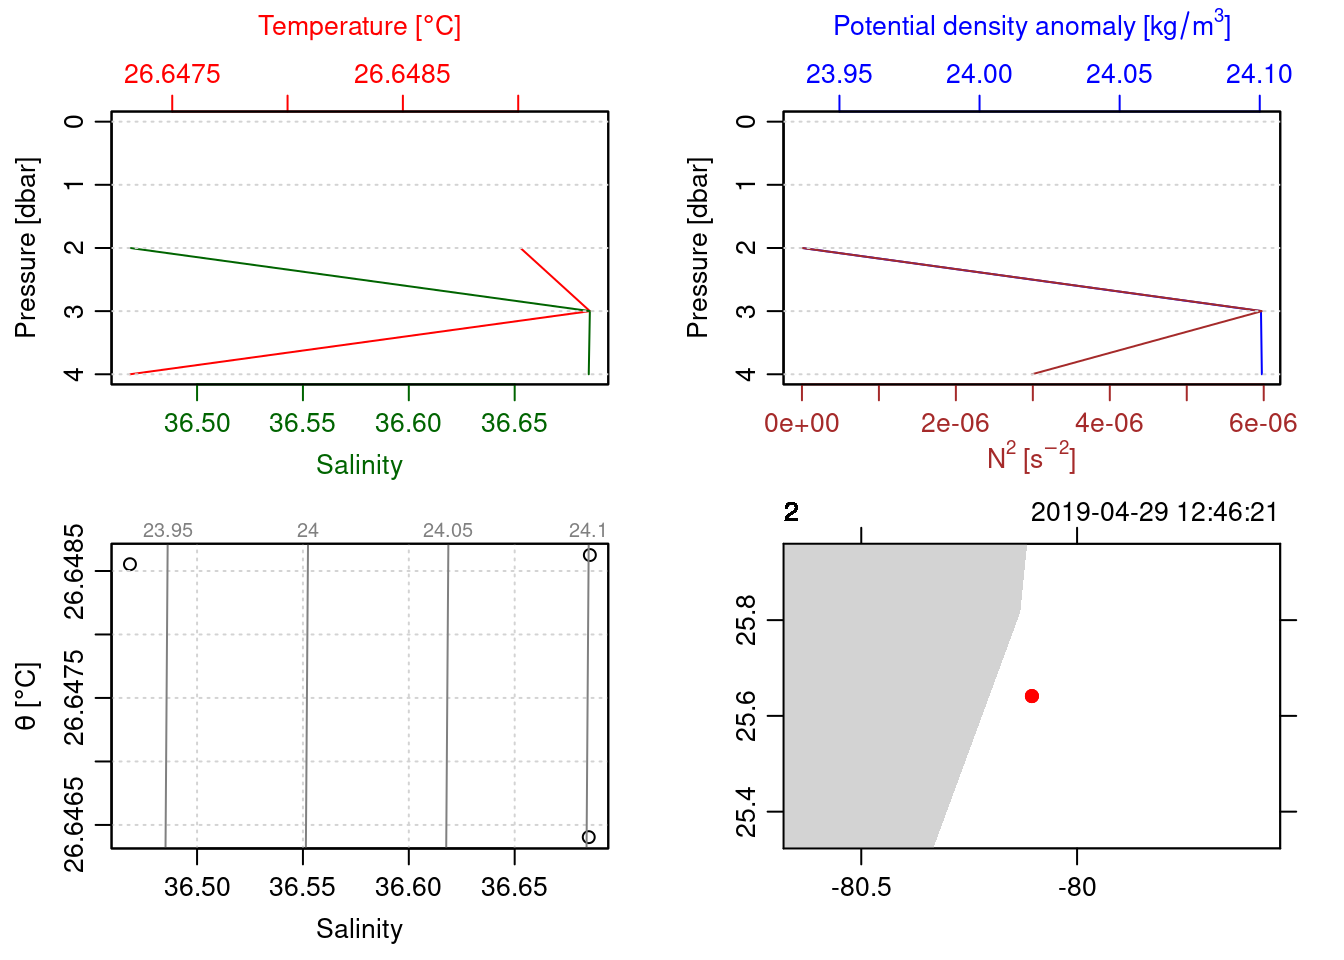 Temperature [°C]
26.6475 26.6485
0
1
2
3
4
Pressure [dbar]
36.50 36.55 36.60 36.65
Salinity
Potential density anomaly [kg/m³]
23.95 24.00 24.05 24.10
0
1
2
3
4
Pressure [dbar]
0e+00 2e-06 4e-06 6e-06
N² [s⁻²]
23.95 24 24.05 24.1
26.6485
26.6475
26.6465
θ [°C]
36.50 36.55 36.60 36.65
Salinity
2 2019-04-29 12:46:21
25.8
25.6
25.4
-80.5 -80